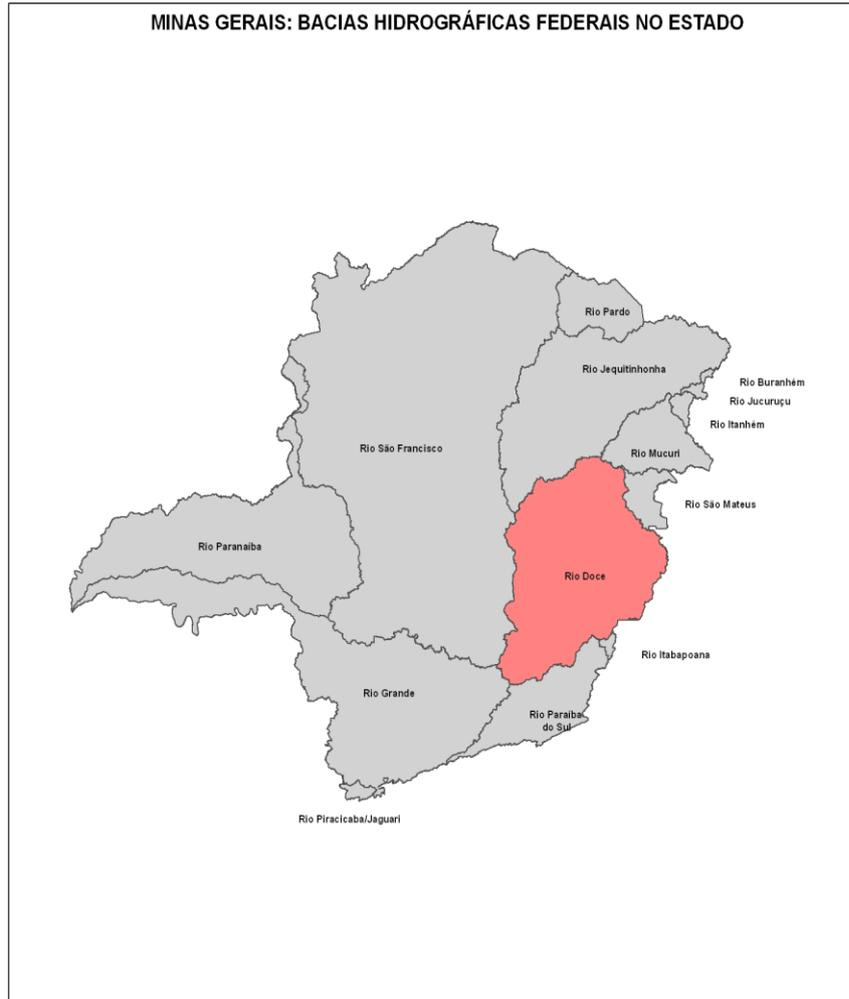 MINAS GERAIS: BACIAS HIDROGRÁFICAS FEDERAIS NO ESTADO
Rio Pardo
Rio Jequitinhonha
Rio Buranhém
Rio Jucuruçu
Rio Itanhém
Rio São Francisco
Rio Mucuri
Rio São Mateus
Rio Paranaíba
Rio Doce
Rio Itabapoana
Rio Grande
Rio Paraíba
do Sul
Rio Piracicaba/Jaguari